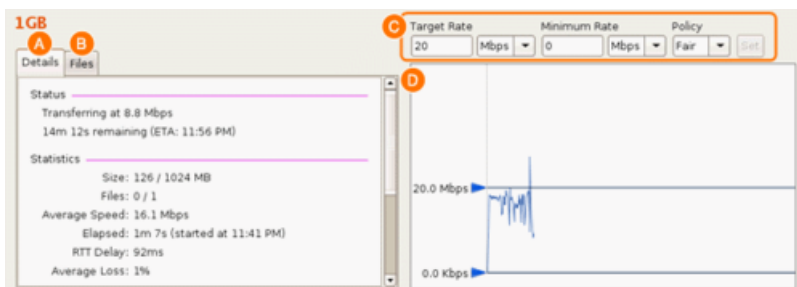 1GB
A
B
Details Files
Status
Transferring at 8.8 Mbps
14m 12s remaining (ETA: 11:56 PM)
Statistics
Size: 126 / 1024 MB
Files: 0 / 1
Average Speed: 16.1 Mbps
Elapsed: 1m 7s (started at 11:41 PM)
RTT Delay: 92ms
Average Loss: 1%
C
Target Rate Minimum Rate Policy
20 Mbps 0 Mbps Fair Set
D
20.0 Mbps
0.0 Kbps